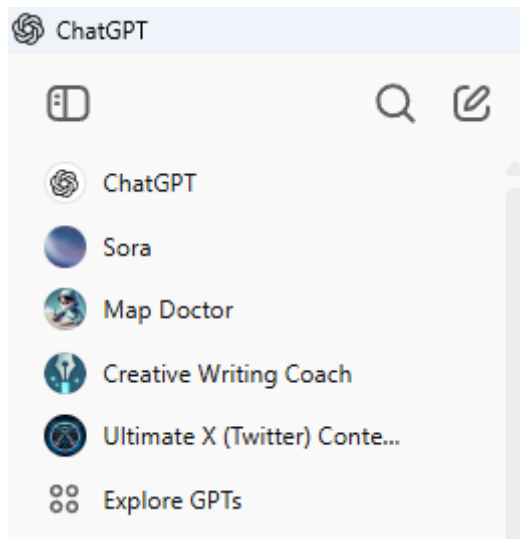 ChatGPT
ChatGPT
Sora
Map Doctor
Creative Writing Coach
Ultimate X (Twitter) Conte...
Explore GPTs